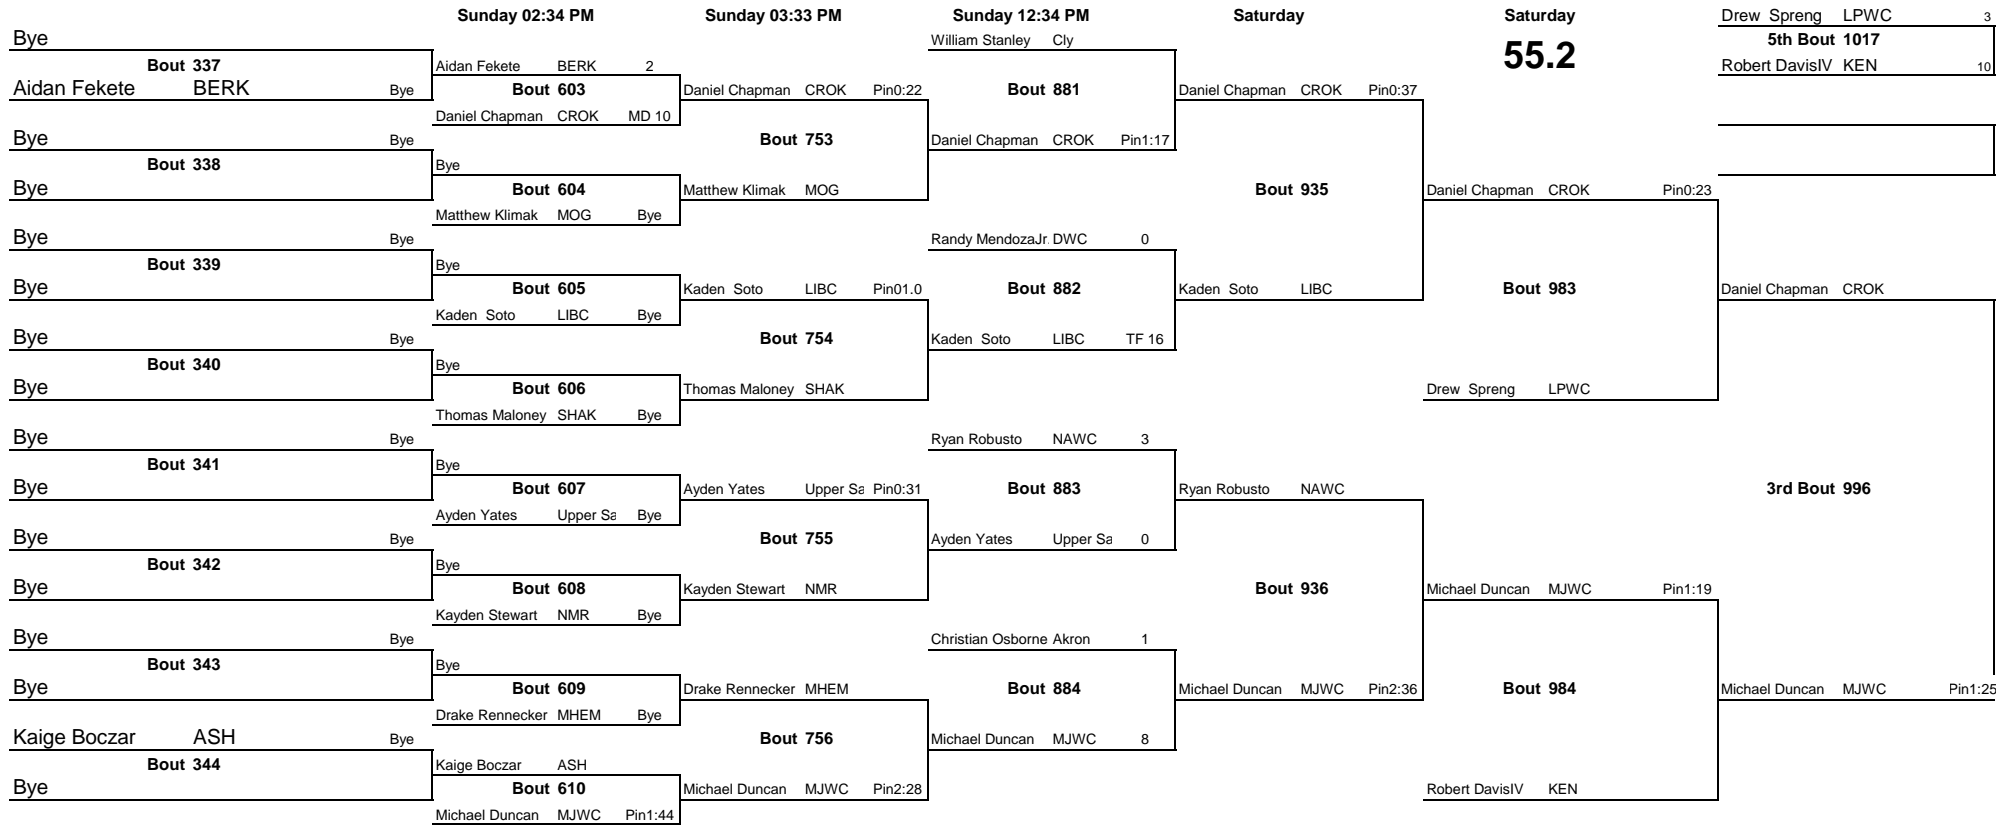 Sunday 02:34 PM Sunday 03:33 PM Sunday 12:34 PM Saturday Saturday Drew Spreng LPWC 3
Bye William Stanley Cly 55.2 5th Bout 1017
Bout 337 Aidan Fekete BERK 2 Robert DavisIV KEN 10
Aidan Fekete BERK Bye Bout 603 Daniel Chapman CROK Pin0:22 Bout 881 Daniel Chapman CROK Pin0:37
Daniel Chapman CROK MD 10
Bye Bye Bout 753 Daniel Chapman CROK Pin1:17
Bout 338 Bye
Bye Bout 604 Matthew Klimak MOG Bout 935 Daniel Chapman CROK Pin0:23
Matthew Klimak MOG Bye
Bye Bye Randy MendozaJr. DWC 0
Bout 339 Bye
Bye Bout 605 Kaden Soto LIBC Pin01.0 Bout 882 Kaden Soto LIBC Bout 983 Daniel Chapman CROK
Kaden Soto LIBC Bye
Bye Bye Bout 754 Kaden Soto LIBC TF 16
Bout 340 Bye
Bye Bout 606 Thomas Maloney SHAK Drew Spreng LPWC
Thomas Maloney SHAK Bye
Bye Bye Ryan Robusto NAWC 3
Bout 341 Bye
Bye Bout 607 Ayden Yates Upper Sa Pin0:31 Bout 883 Ryan Robusto NAWC 3rd Bout 996
Ayden Yates Upper Sa Bye
Bye Bye Bout 755 Ayden Yates Upper Sa 0
Bout 342 Bye
Bye Bout 608 Kayden Stewart NMR Bout 936 Michael Duncan MJWC Pin1:19
Kayden Stewart NMR Bye
Bye Bye Christian Osborne Akron 1
Bout 343 Bye
Bye Bout 609 Drake Rennecker MHEM Bout 884 Michael Duncan MJWC Pin2:36 Bout 984 Michael Duncan MJWC Pin1:25
Drake Rennecker MHEM Bye
Kaige Boczar ASH Bye Bout 756 Michael Duncan MJWC 8
Bout 344 Kaige Boczar ASH
Bye Bout 610 Michael Duncan MJWC Pin2:28 Robert DavisIV KEN
Michael Duncan MJWC Pin1:44